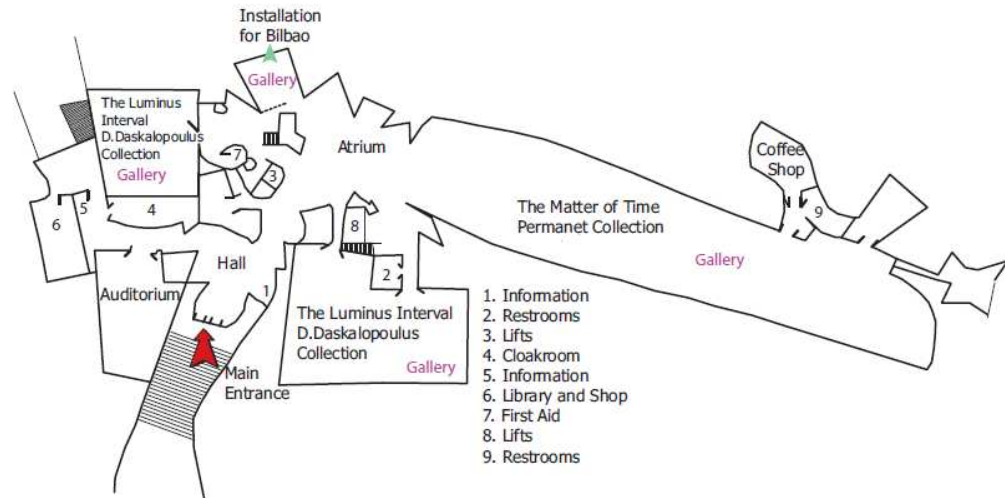 Installation
for Bilbao
Gallery
The Luminus
Interval
D.Daskalopoulus
Collection
Gallery
7
3
Atrium
Coffee
Shop
9
The Matter of Time
Permanet Collection
Gallery
6
5
4
8
2
Hall
1
Auditorium
The Luminus Interval
D.Daskalopoulus
Collection
Gallery
Main
Entrance
1. Information
2. Restrooms
3. Lifts
4. Cloakroom
5. Information
6. Library and Shop
7. First Aid
8. Lifts
9. Restrooms